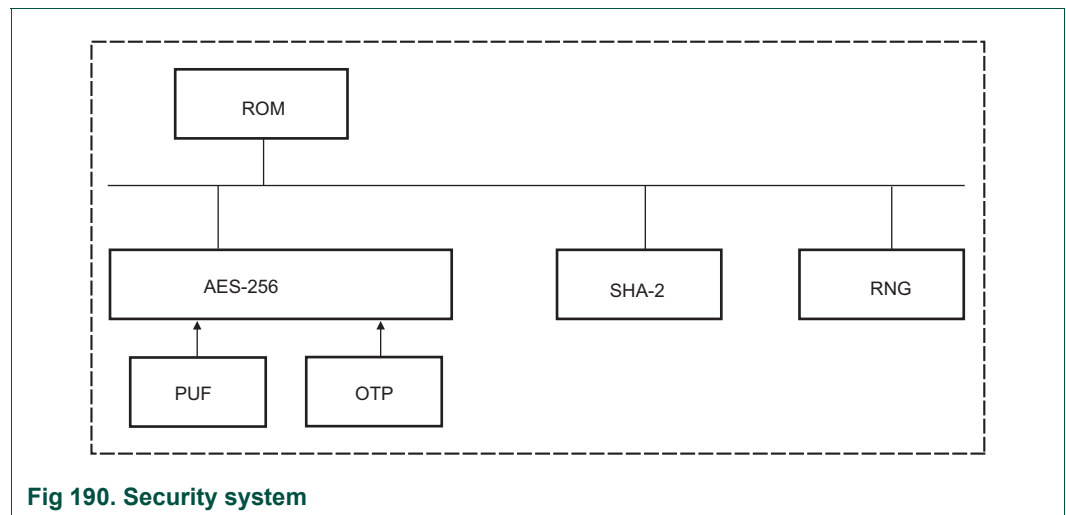 ROM
AES-256
SHA-2
RNG
PUF
OTP
Fig 190. Security system